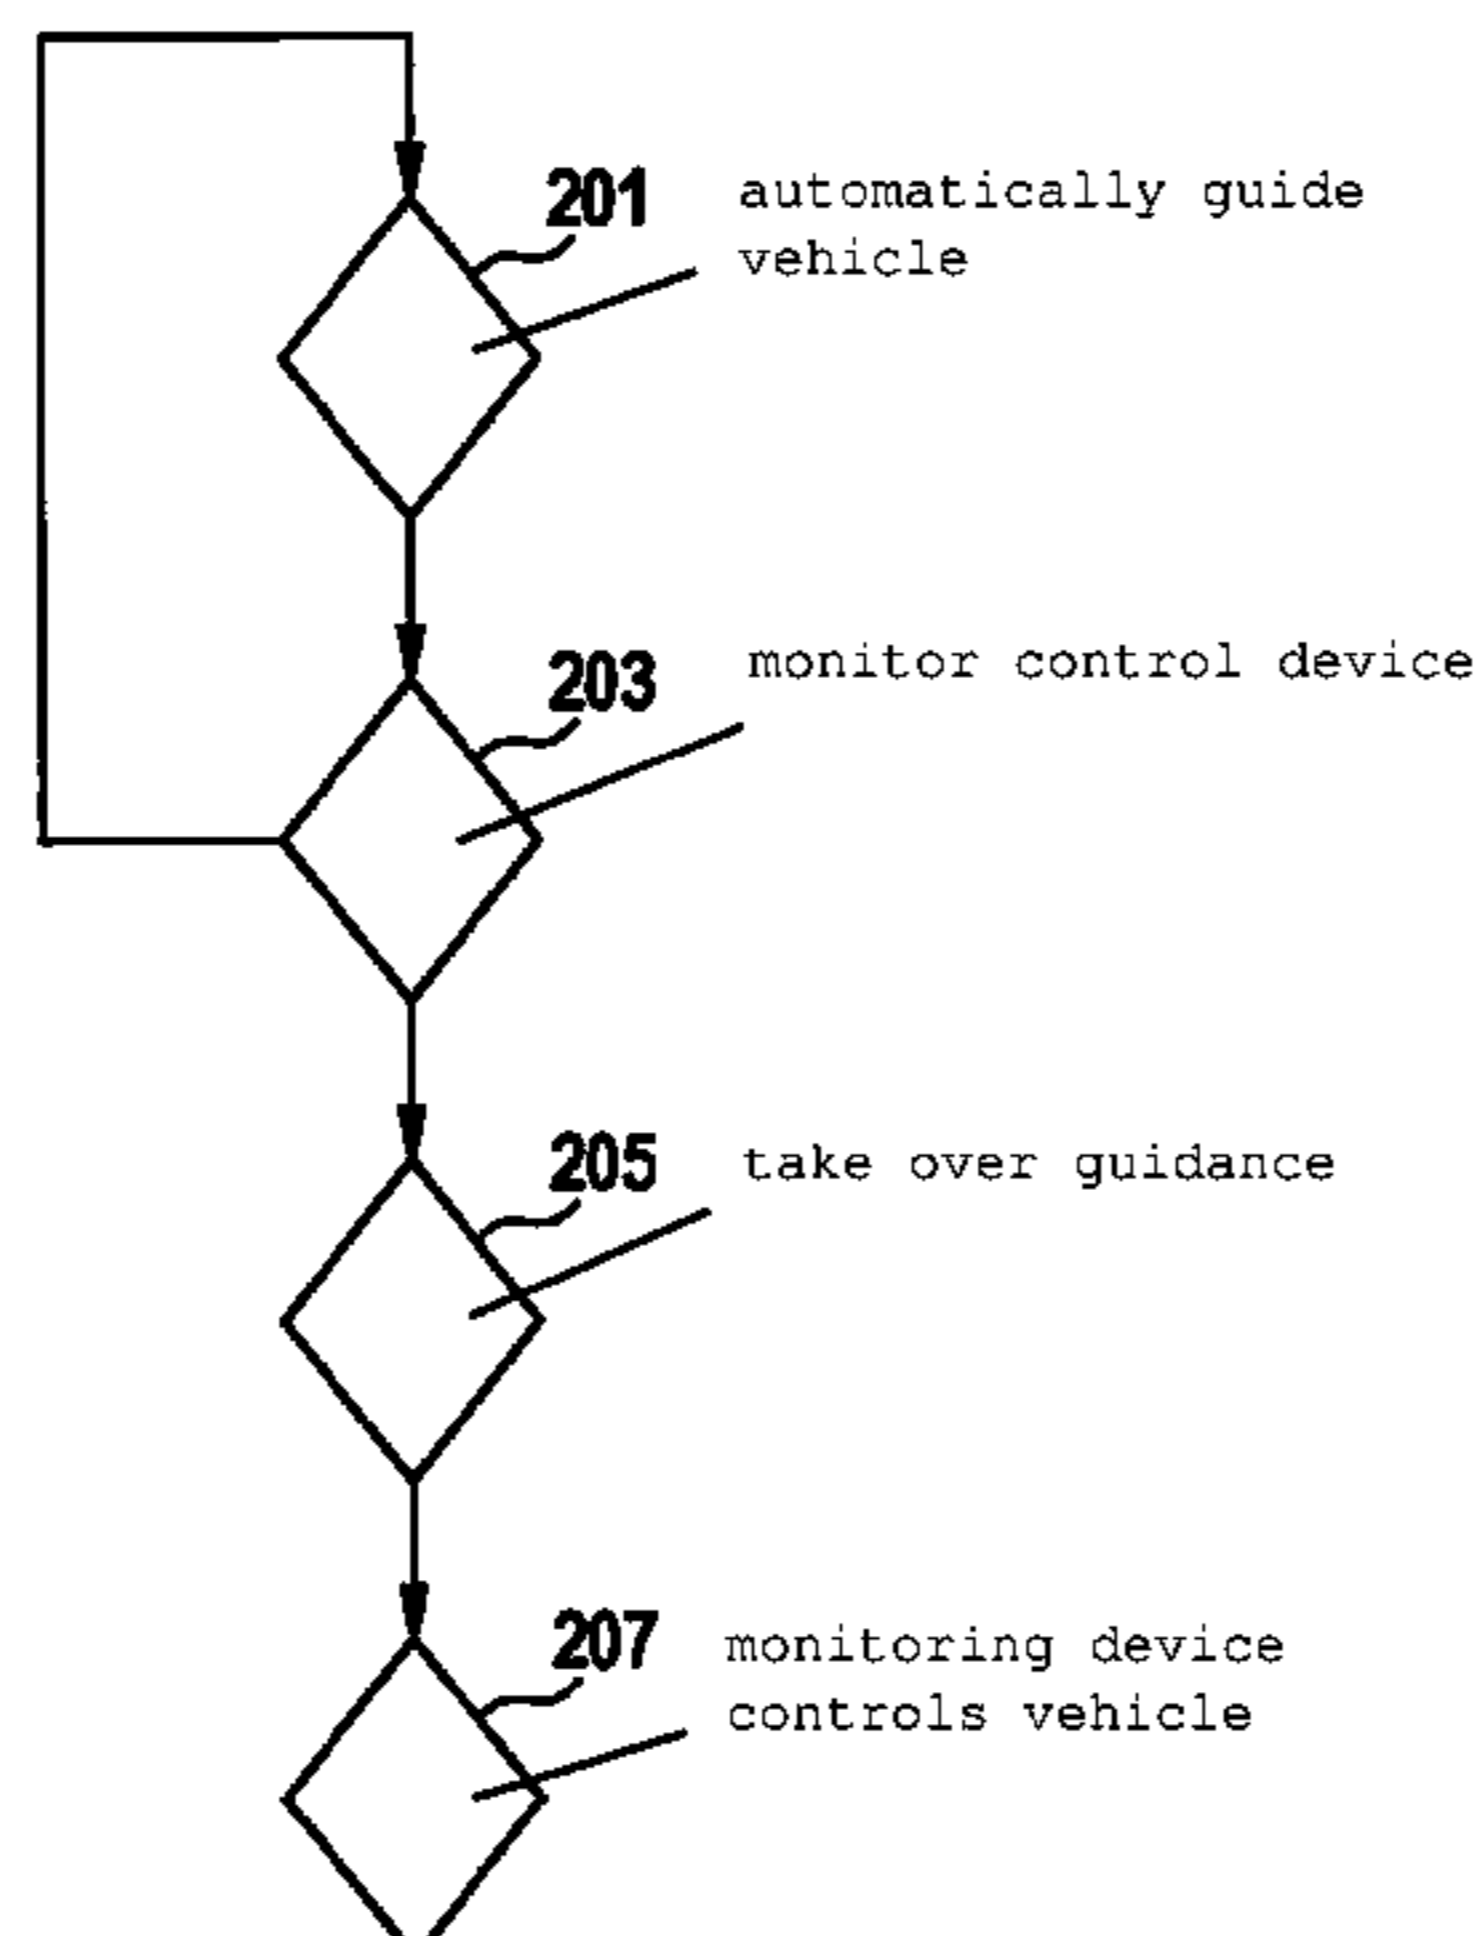 201
automatically guide
vehicle
203
monitor control device
205
take over guidance
207
monitoring device
controls vehicle